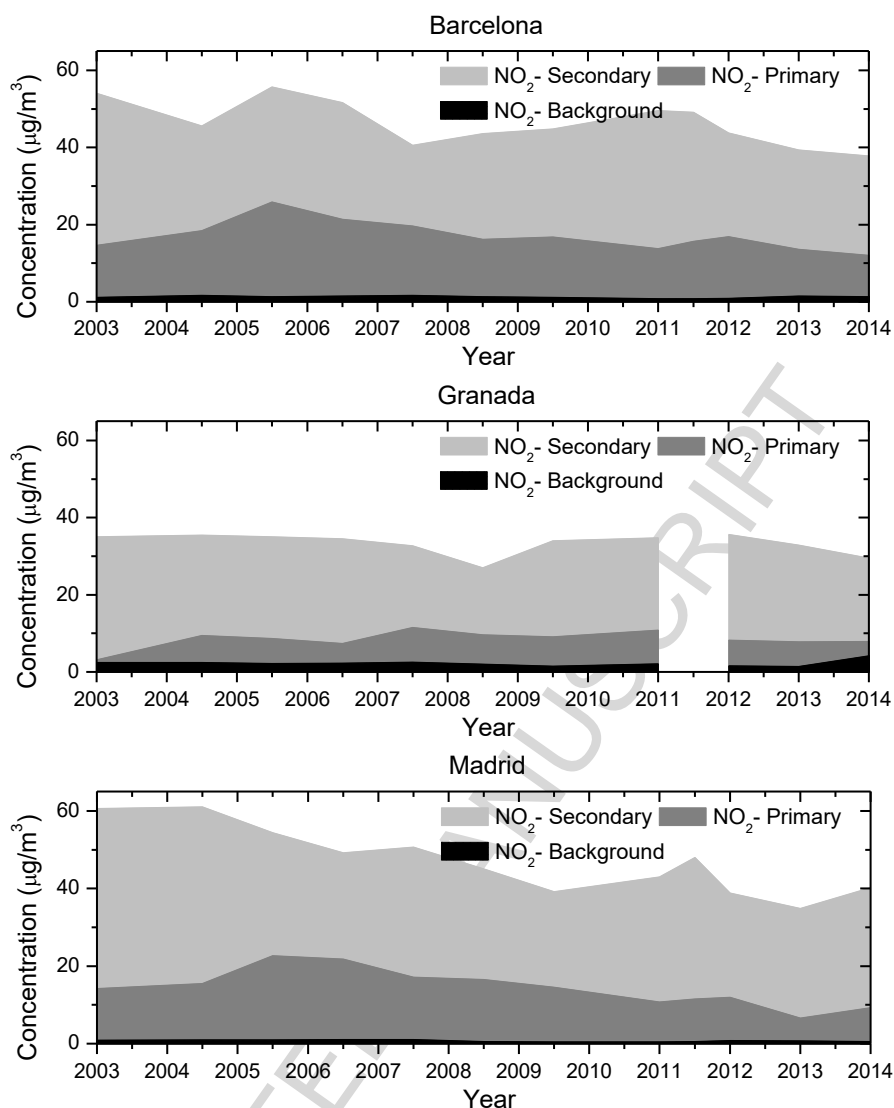 Barcelona
60
40
20
0
Concentration (µg/m³)
NO₂- Secondary NO₂- Primary
NO₂- Background
2003 2004 2005 2006 2007 2008 2009 2010 2011 2012 2013 2014
Year
Granada
60
40
20
0
Concentration (µg/m³)
NO₂- Secondary NO₂- Primary
NO₂- Background
2003 2004 2005 2006 2007 2008 2009 2010 2011 2012 2013 2014
Year
Madrid
60
40
20
0
Concentration (µg/m³)
NO₂- Secondary NO₂- Primary
NO₂- Background
2003 2004 2005 2006 2007 2008 2009 2010 2011 2012 2013 2014
Year